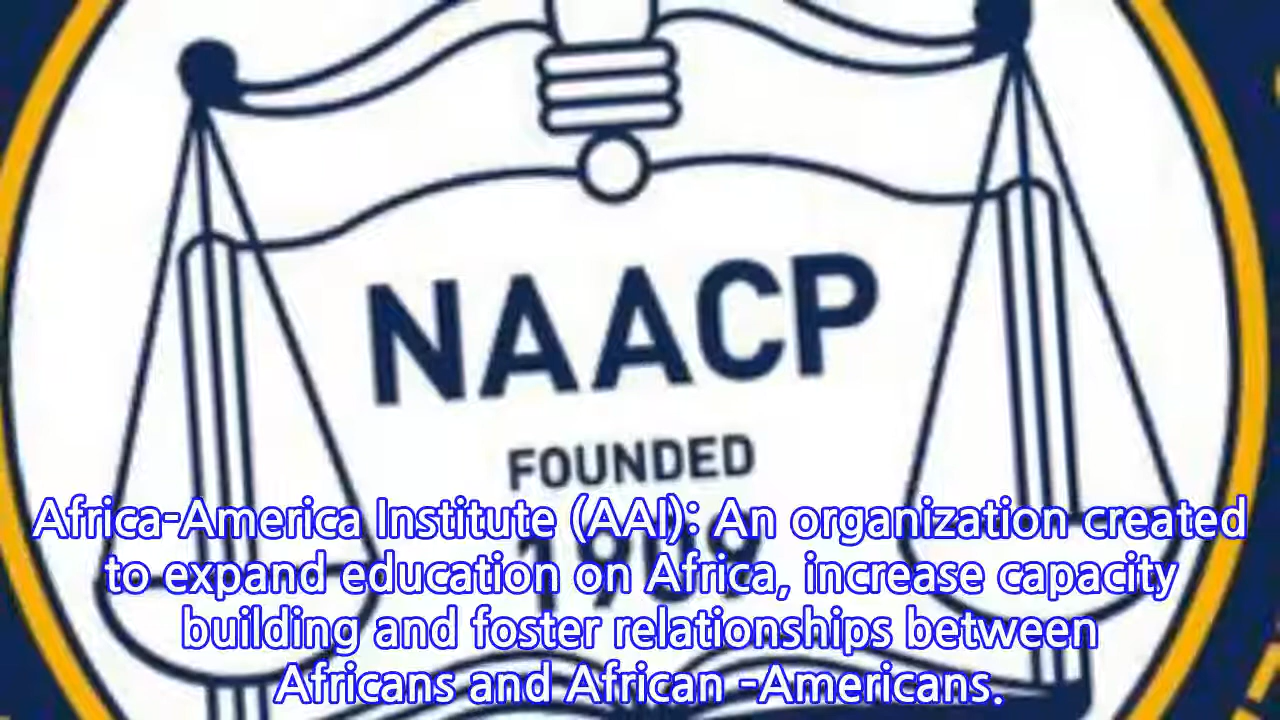 NAACP
FOUNDED
1909
Africa-America Institute (AAI): An organization created
to expand education on Africa, increase capacity
building and foster relationships between
Africans and African -Americans.